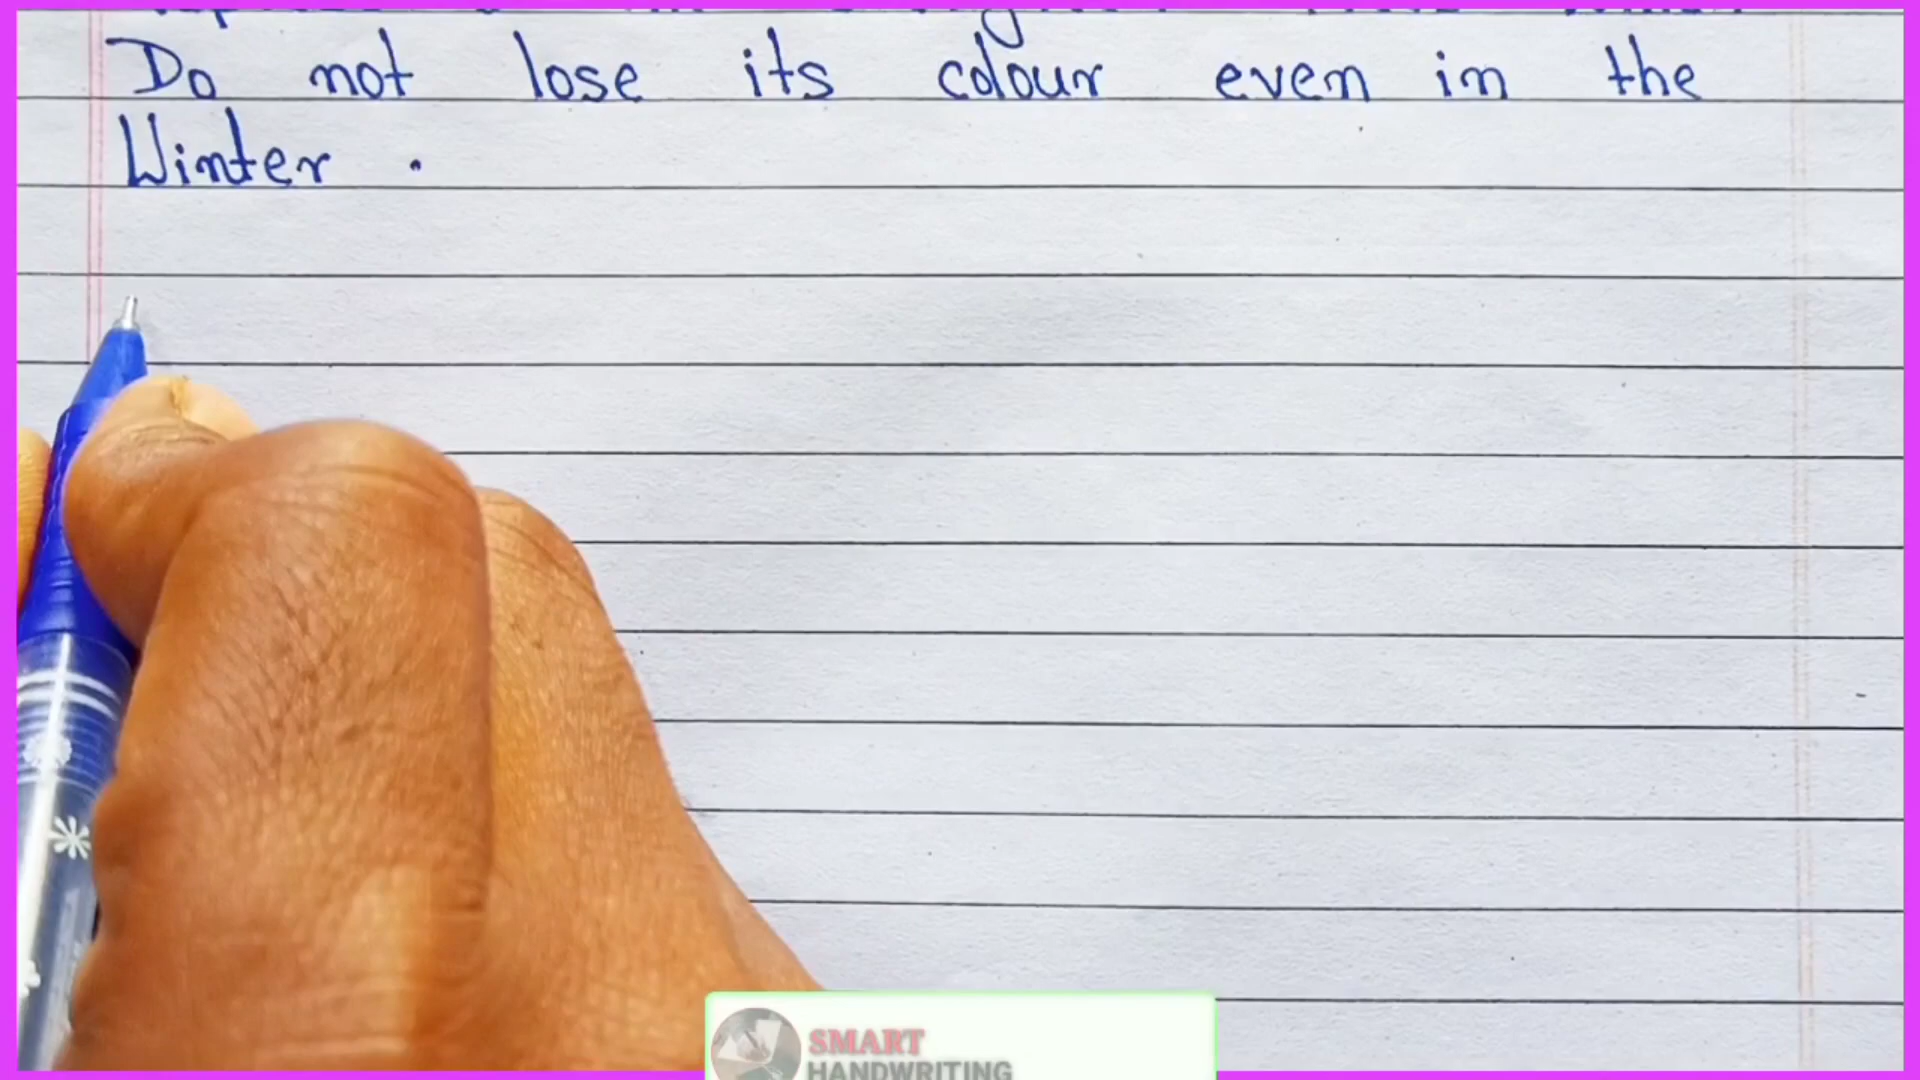 Do not lose its colour even in the
Winter .
SMART
HANDWRITING